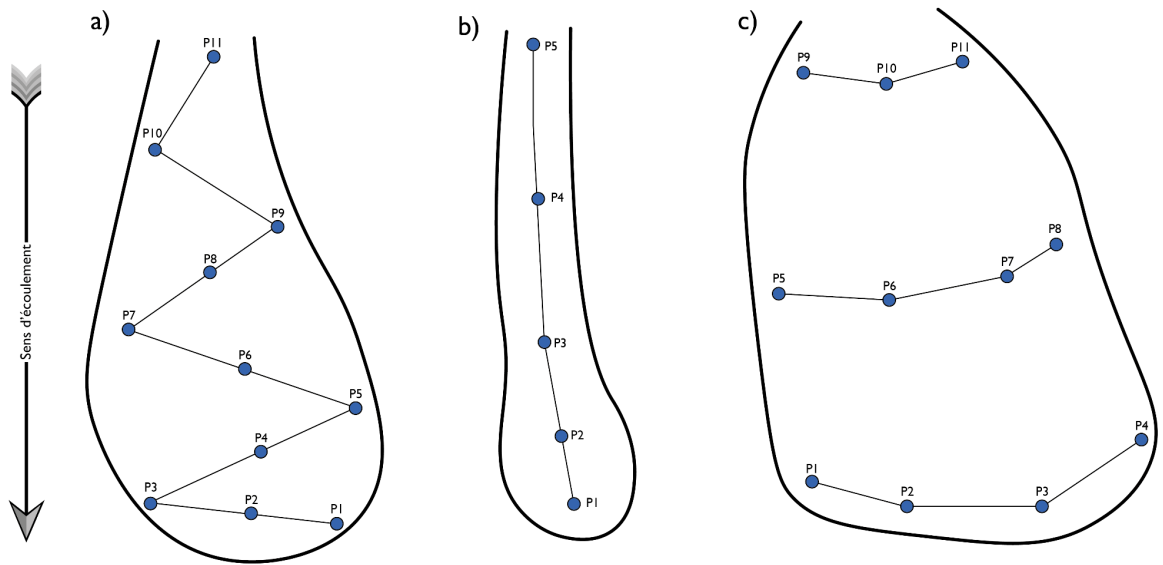 Sens d'écoulement
a)
P11
P10
P9
P8
P7
P6
P5
P4
P3
P2
P1
b)
P5
P4
P3
P2
P1
c)
P9
P10
P11
P8
P7
P5
P6
P4
P1
P2
P3